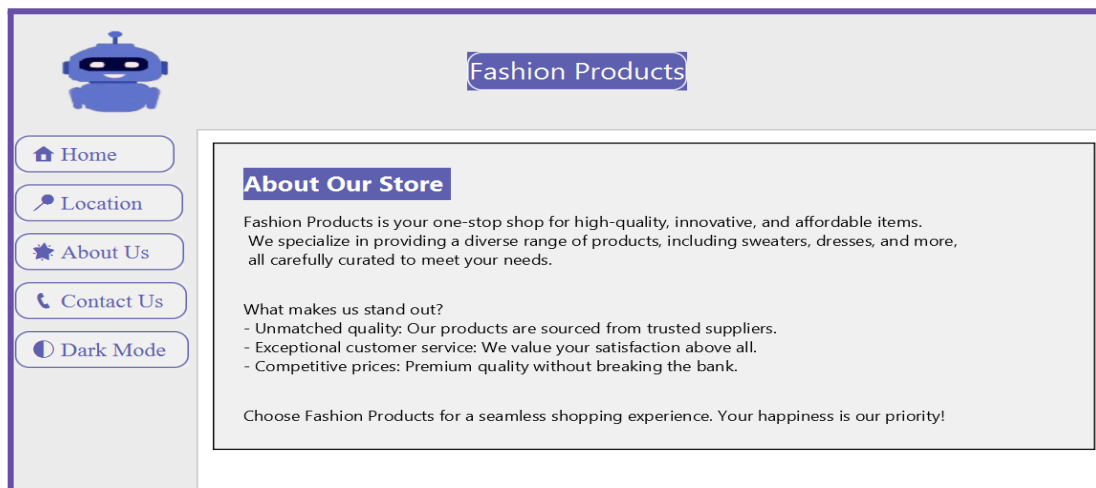 Fashion Products
Home
Location
About Us
Contact Us
Dark Mode
About Our Store
Fashion Products is your one-stop shop for high-quality, innovative, and affordable items.
We specialize in providing a diverse range of products, including sweaters, dresses, and more,
all carefully curated to meet your needs.
What makes us stand out?
- Unmatched quality: Our products are sourced from trusted suppliers.
- Exceptional customer service: We value your satisfaction above all.
- Competitive prices: Premium quality without breaking the bank.
Choose Fashion Products for a seamless shopping experience. Your happiness is our priority!